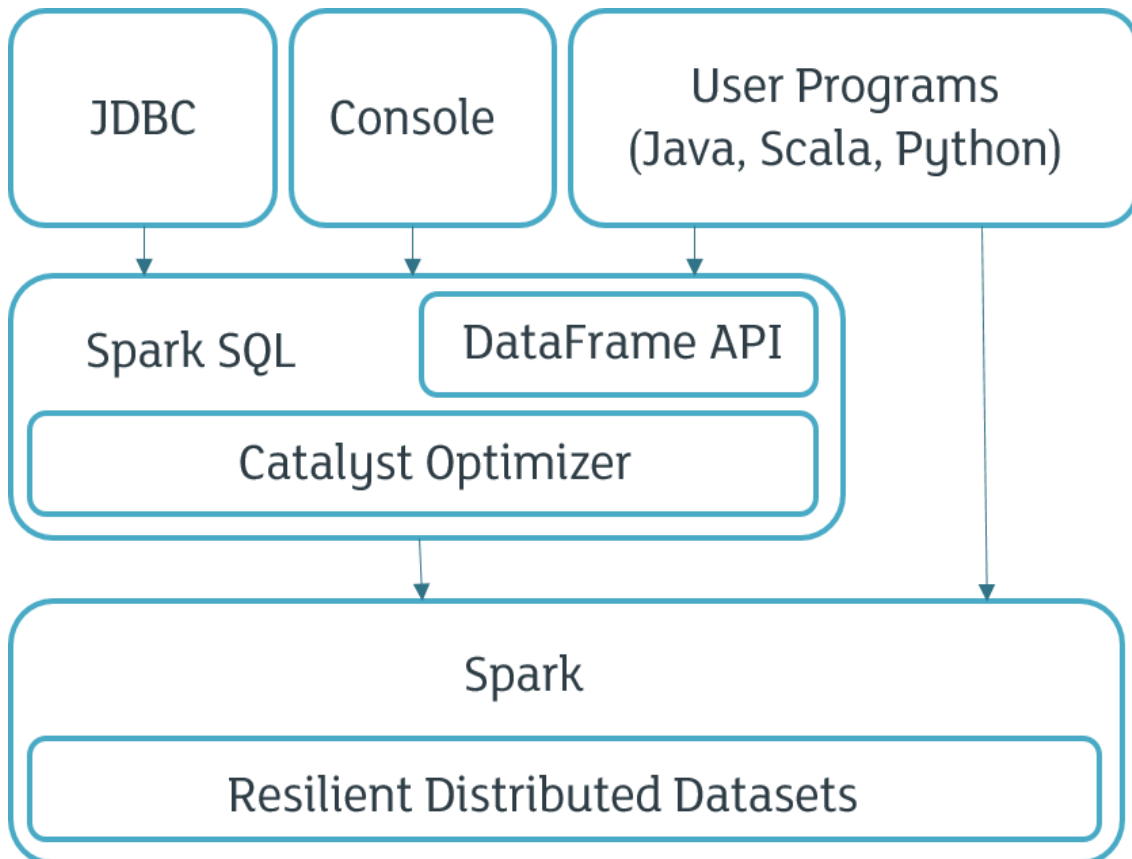 JDBC
Console
User Programs
(Java, Scala, Python)
Spark SQL
DataFrame API
Catalyst Optimizer
Spark
Resilient Distributed Datasets